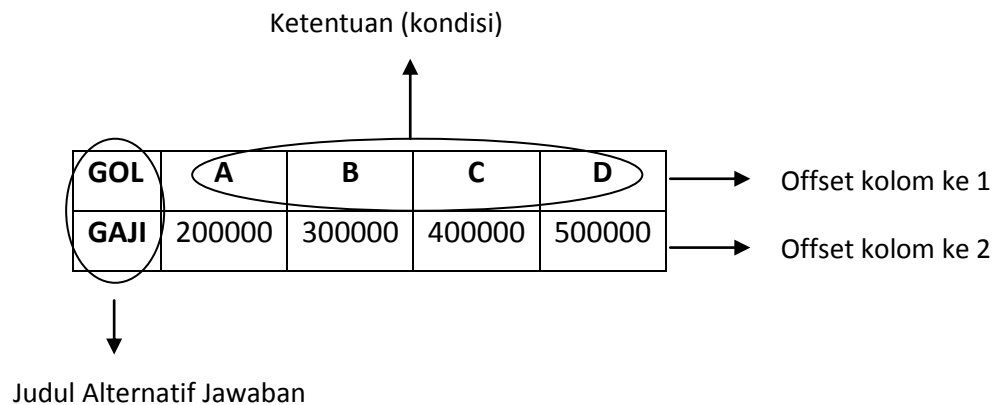 Ketentuan (kondisi)
GOL A B C D Offset kolom ke 1
GAJI 200000 300000 400000 500000 Offset kolom ke 2
Judul Alternatif Jawaban